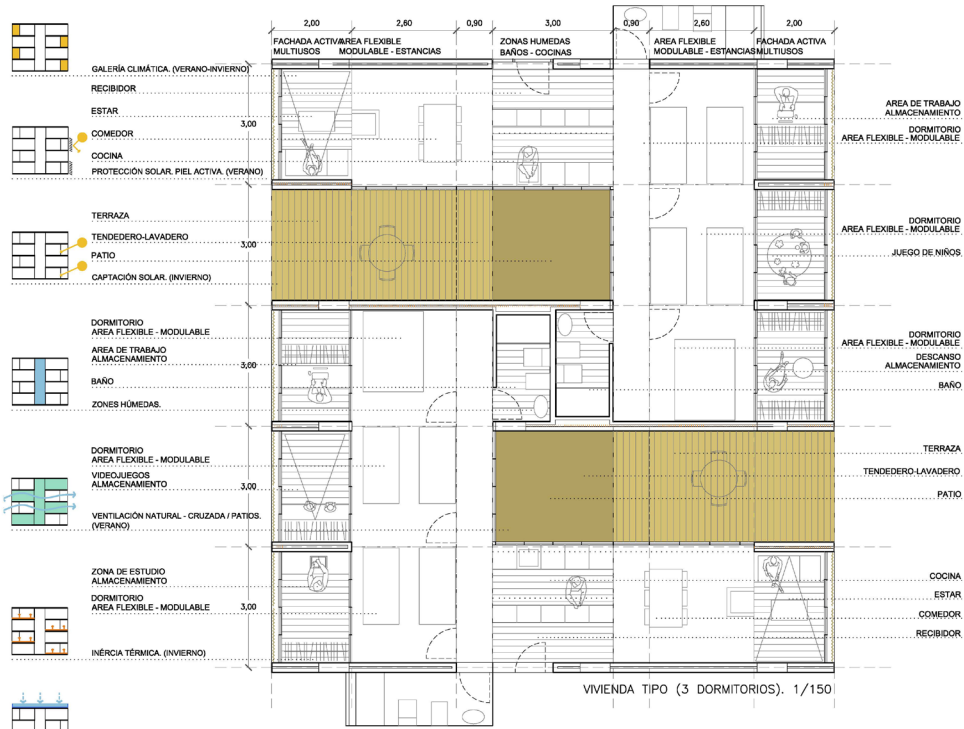 2,00 2,60 0,90 3,00 0,90 2,60 2,00
FACHADA ACTIVA
MULTIUSOS
AREA FLEXIBLE
MODULABLE - ESTANCIAS
ZONAS HUMEDAS
BAÑOS - COCINAS
AREA FLEXIBLE
MODULABLE - ESTANCIAS
FACHADA ACTIVA
MULTIUSOS
GALERÍA CLIMÁTICA. (VERANO-INVIERNO)
RECIBIDOR
ESTAR
3,00
COMEDOR
COCINA
PROTECCIÓN SOLAR. PIEL ACTIVA. (VERANO)
TERRAZA
TENDEDERO-LAVADERO
3,00
PATIO
CAPTACIÓN SOLAR. (INVIERNO)
DORMITORIO
AREA FLEXIBLE - MODULABLE
AREA DE TRABAJO
ALMACENAMIENTO
3,00
BAÑO
ZONES HÚMEDAS.
DORMITORIO
AREA FLEXIBLE - MODULABLE
VIDEOJUEGOS
ALMACENAMIENTO
3,00
VENTILACIÓN NATURAL - CRUZADA / PATIOS.
(VERANO)
ZONA DE ESTUDIO
ALMACENAMIENTO
DORMITORIO
AREA FLEXIBLE - MODULABLE
3,00
INÉRCIA TÉRMICA. (INVIERNO)
AREA DE TRABAJO
ALMACENAMIENTO
DORMITORIO
AREA FLEXIBLE - MODULABLE
DORMITORIO
AREA FLEXIBLE - MODULABLE
JUEGO DE NIÑOS
DORMITORIO
AREA FLEXIBLE - MODULABLE
DESCANSO
ALMACENAMIENTO
BAÑO
TERRAZA
TENDEDERO-LAVADERO
PATIO
COCINA
ESTAR
COMEDOR
RECIBIDOR
VIVIENDA TIPO (3 DORMITORIOS). 1/150